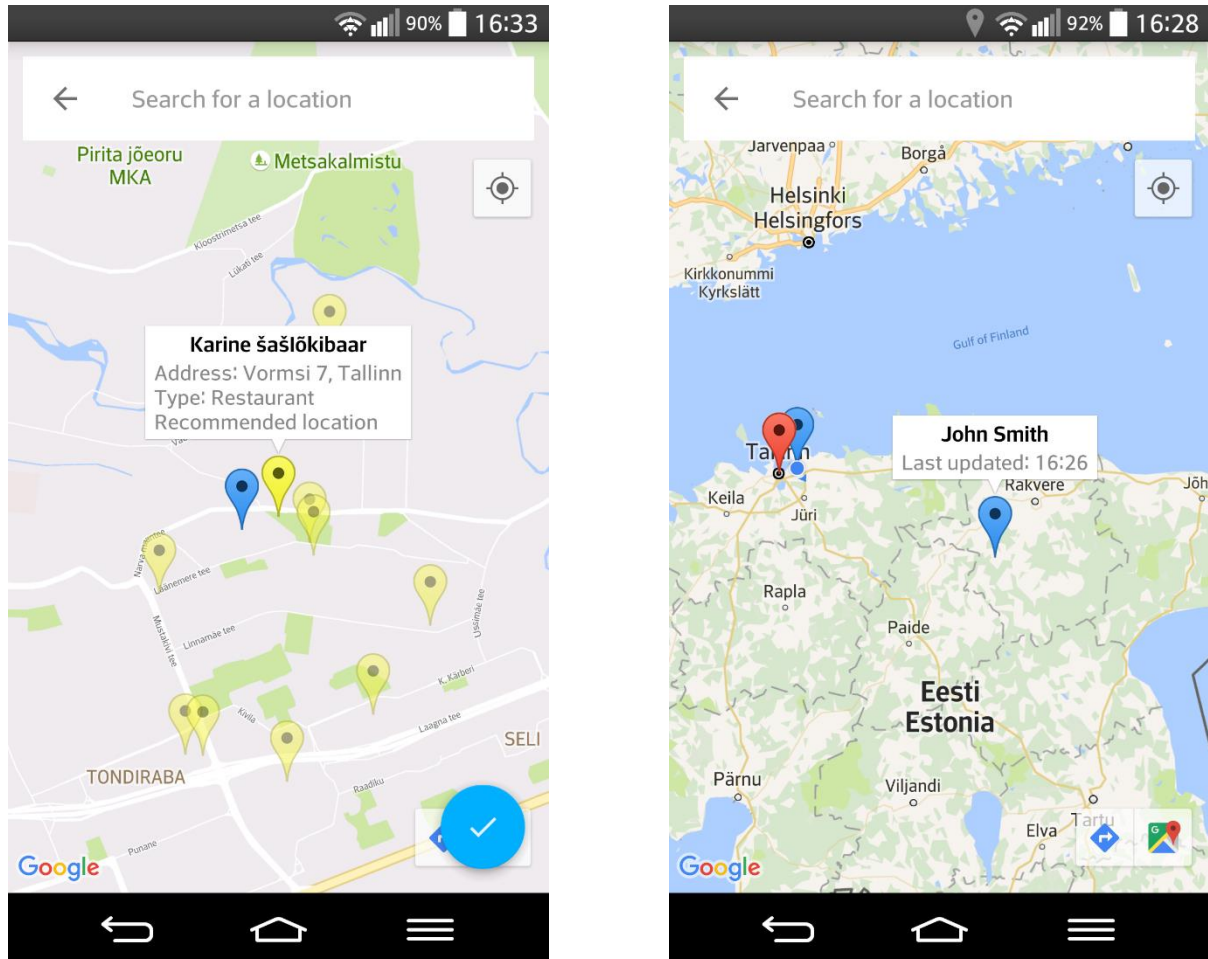 90% 16:33
Search for a location
Pirita jõeoru
MKA
Metsakalmistu
Kloostrimetsa tee
Lükati tee
Karine šašlõkibaar
Address: Vormsi 7, Tallinn
Type: Restaurant
Recommended location
Narva mnt
Läänemere tee
Mustakivi tee
Linnamäe tee
Ussimäe tee
K. Kärberi
Kivila
Laagna tee
SELI
TONDIRABA
Raadiku
Punane
Google
92% 16:28
Search for a location
Järvenpää
Borgå
Helsinki
Helsingfors
Kirkkonummi
Kyrkslätt
Gulf of Finland
John Smith
Last updated: 16:26
Rakvere
Jõh
Keila
Jüri
Rapla
Paide
Eesti
Estonia
Pärnu
Viljandi
Elva
Tartu
Google